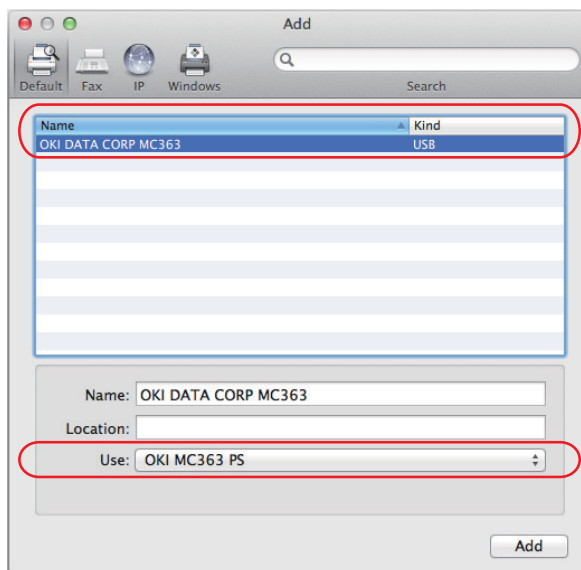 Add
Default Fax IP Windows Search
Name Kind
OKI DATA CORP MC363 USB
Name: OKI DATA CORP MC363
Location:
Use: OKI MC363 PS
Add